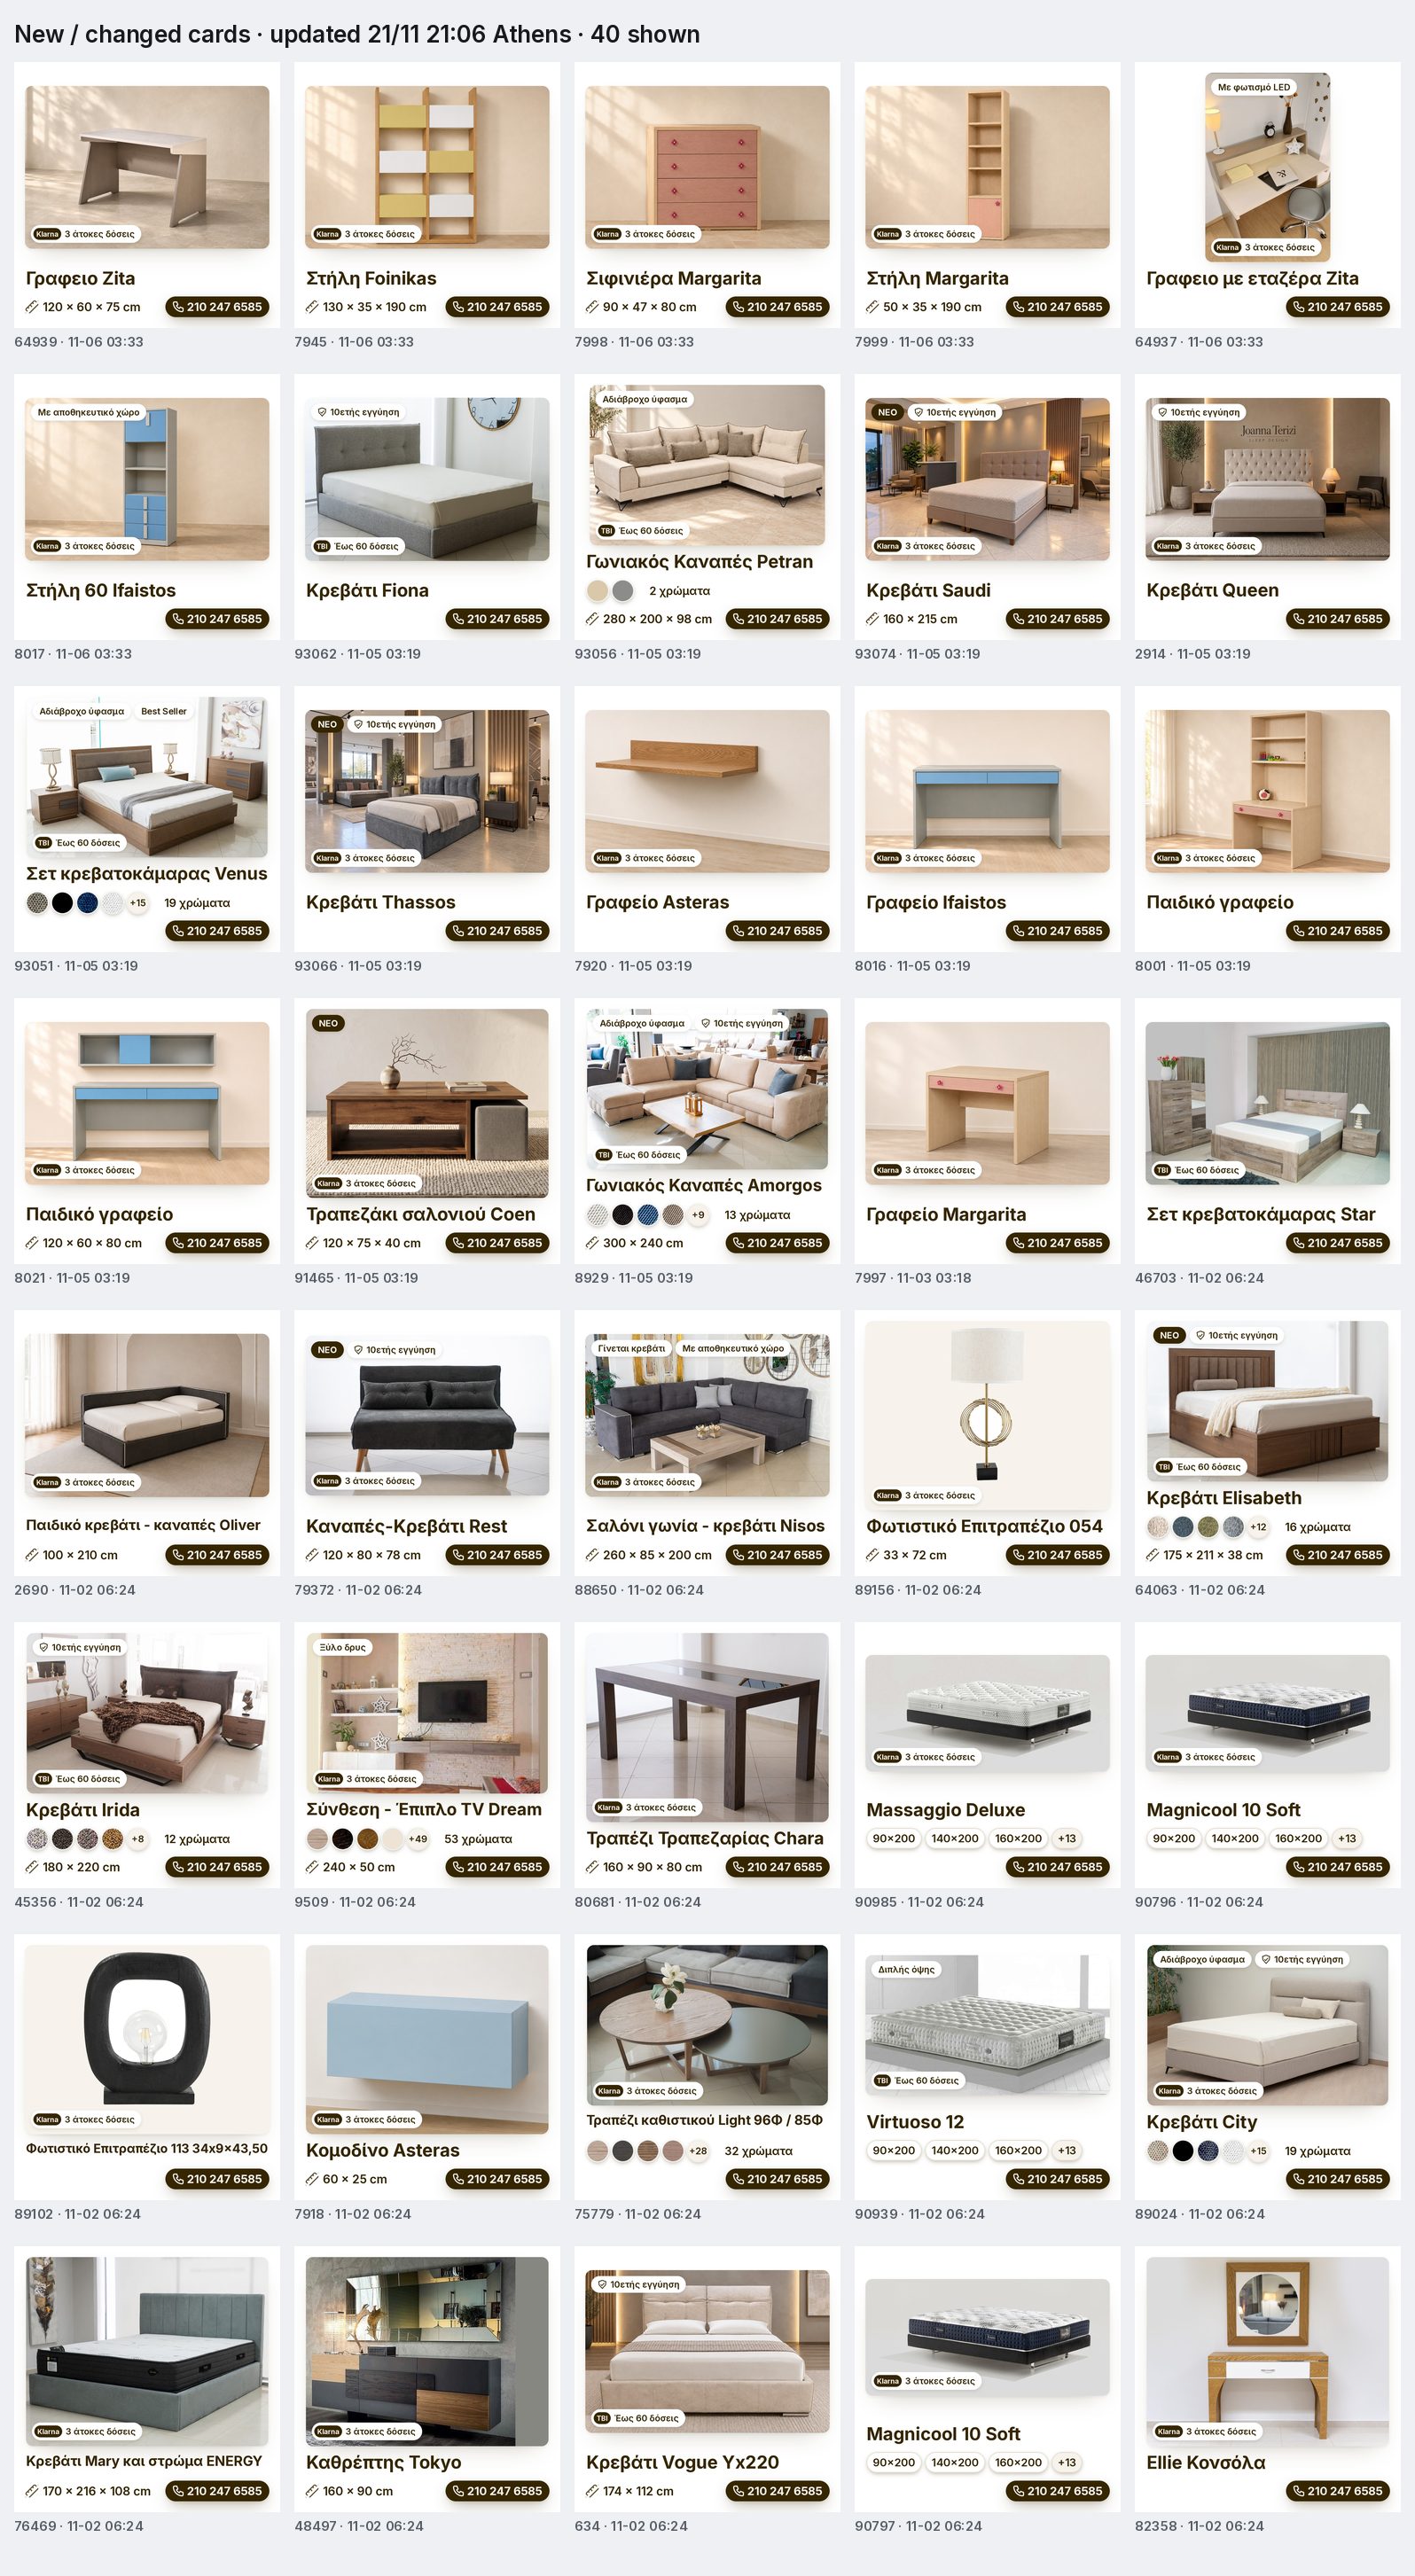 New / changed cards · updated 21/11 21:06 Athens · 40 shown
Klarna 3 άτοκες δόσεις
Γραφειο Zita
120 × 60 × 75 cm
210 247 6585
64939 · 11-06 03:33
Klarna 3 άτοκες δόσεις
Στήλη Foinikas
130 × 35 × 190 cm
210 247 6585
7945 · 11-06 03:33
Klarna 3 άτοκες δόσεις
Σιφινιέρα Margarita
90 × 47 × 80 cm
210 247 6585
7998 · 11-06 03:33
Klarna 3 άτοκες δόσεις
Στήλη Margarita
50 × 35 × 190 cm
210 247 6585
7999 · 11-06 03:33
Με φωτισμό LED
Klarna 3 άτοκες δόσεις
Γραφειο με εταζέρα Zita
210 247 6585
64937 · 11-06 03:33
Με αποθηκευτικό χώρο
Klarna 3 άτοκες δόσεις
Στήλη 60 Ifaistos
210 247 6585
8017 · 11-06 03:33
10ετής εγγύηση
TBI Έως 60 δόσεις
Κρεβάτι Fiona
210 247 6585
93062 · 11-05 03:19
Αδιάβροχο ύφασμα
TBI Έως 60 δόσεις
Γωνιακός Καναπές Petran
2 χρώματα
280 × 200 × 98 cm
210 247 6585
93056 · 11-05 03:19
ΝΕΟ
10ετής εγγύηση
Klarna 3 άτοκες δόσεις
Κρεβάτι Saudi
160 × 215 cm
210 247 6585
93074 · 11-05 03:19
10ετής εγγύηση
Joanna Terizi
Klarna 3 άτοκες δόσεις
Κρεβάτι Queen
210 247 6585
2914 · 11-05 03:19
Αδιάβροχο ύφασμα
Best Seller
TBI Έως 60 δόσεις
Σετ κρεβατοκάμαρας Venus
+15 19 χρώματα
210 247 6585
93051 · 11-05 03:19
ΝΕΟ
10ετής εγγύηση
Klarna 3 άτοκες δόσεις
Κρεβάτι Thassos
210 247 6585
93066 · 11-05 03:19
Klarna 3 άτοκες δόσεις
Γραφείο Asteras
210 247 6585
7920 · 11-05 03:19
Klarna 3 άτοκες δόσεις
Γραφείο Ifaistos
210 247 6585
8016 · 11-05 03:19
Klarna 3 άτοκες δόσεις
Παιδικό γραφείο
210 247 6585
8001 · 11-05 03:19
Klarna 3 άτοκες δόσεις
Παιδικό γραφείο
120 × 60 × 80 cm
210 247 6585
8021 · 11-05 03:19
ΝΕΟ
Klarna 3 άτοκες δόσεις
Τραπεζάκι σαλονιού Coen
120 × 75 × 40 cm
210 247 6585
91465 · 11-05 03:19
Αδιάβροχο ύφασμα
10ετής εγγύηση
TBI Έως 60 δόσεις
Γωνιακός Καναπές Amorgos
+9 13 χρώματα
300 × 240 cm
210 247 6585
8929 · 11-05 03:19
Klarna 3 άτοκες δόσεις
Γραφείο Margarita
210 247 6585
7997 · 11-03 03:18
TBI Έως 60 δόσεις
Σετ κρεβατοκάμαρας Star
210 247 6585
46703 · 11-02 06:24
Klarna 3 άτοκες δόσεις
Παιδικό κρεβάτι - καναπές Oliver
100 × 210 cm
210 247 6585
2690 · 11-02 06:24
ΝΕΟ
10ετής εγγύηση
Klarna 3 άτοκες δόσεις
Καναπές-Κρεβάτι Rest
120 × 80 × 78 cm
210 247 6585
79372 · 11-02 06:24
Γίνεται κρεβάτι
Με αποθηκευτικό χώρο
Klarna 3 άτοκες δόσεις
Σαλόνι γωνία - κρεβάτι Nisos
260 × 85 × 200 cm
210 247 6585
88650 · 11-02 06:24
Klarna 3 άτοκες δόσεις
Φωτιστικό Επιτραπέζιο 054
33 × 72 cm
210 247 6585
89156 · 11-02 06:24
ΝΕΟ
10ετής εγγύηση
TBI Έως 60 δόσεις
Κρεβάτι Elisabeth
+12 16 χρώματα
175 × 211 × 38 cm
210 247 6585
64063 · 11-02 06:24
10ετής εγγύηση
TBI Έως 60 δόσεις
Κρεβάτι Irida
+8 12 χρώματα
180 × 220 cm
210 247 6585
45356 · 11-02 06:24
Ξύλο δρυς
Klarna 3 άτοκες δόσεις
Σύνθεση - Έπιπλο TV Dream
+49 53 χρώματα
240 × 50 cm
210 247 6585
9509 · 11-02 06:24
Klarna 3 άτοκες δόσεις
Τραπέζι Τραπεζαρίας Chara
160 × 90 × 80 cm
210 247 6585
80681 · 11-02 06:24
Klarna 3 άτοκες δόσεις
Massaggio Deluxe
90×200 140×200 160×200 +13
210 247 6585
90985 · 11-02 06:24
Klarna 3 άτοκες δόσεις
Magnicool 10 Soft
90×200 140×200 160×200 +13
210 247 6585
90796 · 11-02 06:24
Klarna 3 άτοκες δόσεις
Φωτιστικό Επιτραπέζιο 113 34x9×43,50
210 247 6585
89102 · 11-02 06:24
Klarna 3 άτοκες δόσεις
Κομοδίνο Asteras
60 × 25 cm
210 247 6585
7918 · 11-02 06:24
Klarna 3 άτοκες δόσεις
Τραπέζι καθιστικού Light 96Φ / 85Φ
+28 32 χρώματα
210 247 6585
75779 · 11-02 06:24
Διπλής όψης
TBI Έως 60 δόσεις
Virtuoso 12
90×200 140×200 160×200 +13
210 247 6585
90939 · 11-02 06:24
Αδιάβροχο ύφασμα
10ετής εγγύηση
Klarna 3 άτοκες δόσεις
Κρεβάτι City
+15 19 χρώματα
210 247 6585
89024 · 11-02 06:24
Klarna 3 άτοκες δόσεις
Κρεβάτι Mary και στρώμα ENERGY
170 × 216 × 108 cm
210 247 6585
76469 · 11-02 06:24
Klarna 3 άτοκες δόσεις
Καθρέπτης Tokyo
160 × 90 cm
210 247 6585
48497 · 11-02 06:24
10ετής εγγύηση
TBI Έως 60 δόσεις
Κρεβάτι Vogue Υx220
174 × 112 cm
210 247 6585
634 · 11-02 06:24
Klarna 3 άτοκες δόσεις
Magnicool 10 Soft
90×200 140×200 160×200 +13
210 247 6585
90797 · 11-02 06:24
Klarna 3 άτοκες δόσεις
Ellie Κονσόλα
210 247 6585
82358 · 11-02 06:24